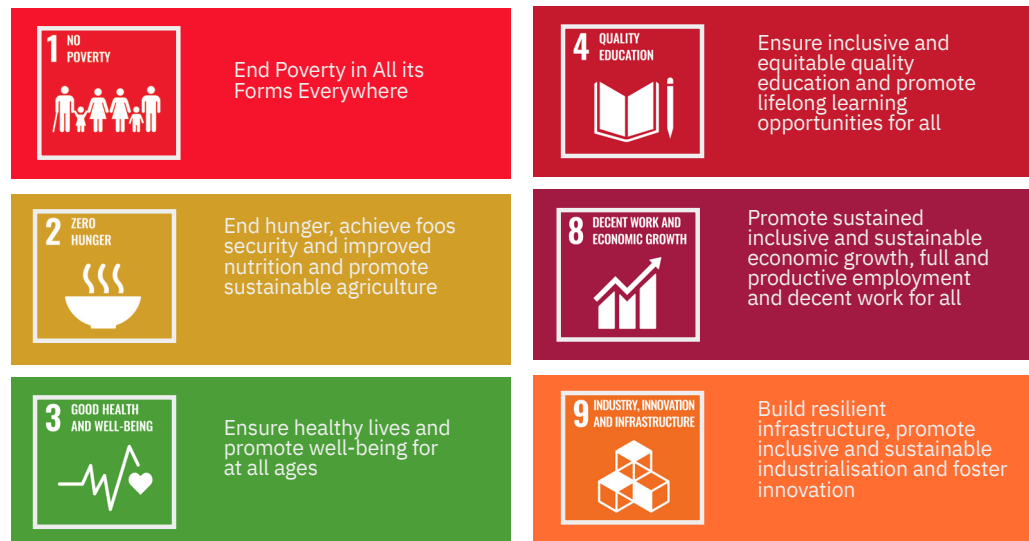 1 NO
POVERTY
End Poverty in All its
Forms Everywhere
2 ZERO
HUNGER
End hunger, achieve foos
security and improved
nutrition and promote
sustainable agriculture
3 GOOD HEALTH
AND WELL-BEING
Ensure healthy lives and
promote well-being for
at all ages
4 QUALITY
EDUCATION
Ensure inclusive and
equitable quality
education and promote
lifelong learning
opportunities for all
8 DECENT WORK AND
ECONOMIC GROWTH
Promote sustained
inclusive and sustainable
economic growth, full and
productive employment
and decent work for all
9 INDUSTRY, INNOVATION
AND INFRASTRUCTURE
Build resilient
infrastructure, promote
inclusive and sustainable
industrialisation and foster
innovation